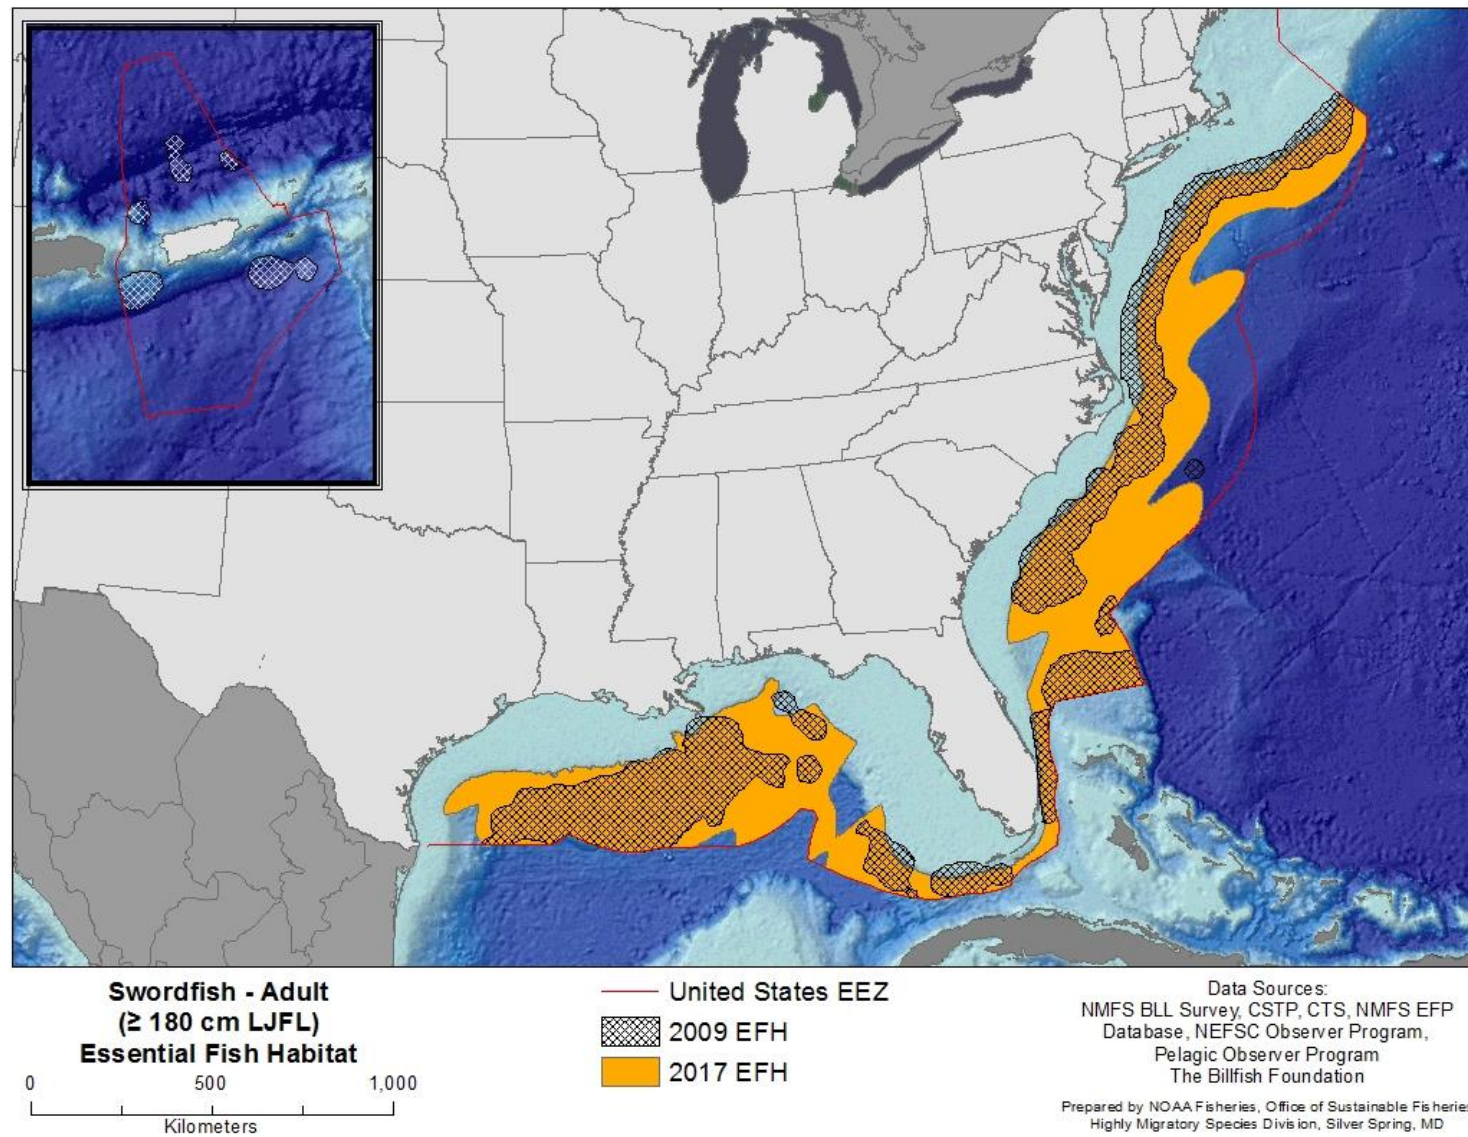 Swordfish - Adult
(≥ 180 cm LJFL)
Essential Fish Habitat
0 500 1,000
Kilometers
United States EEZ
2009 EFH
2017 EFH
Data Sources:
NMFS BLL Survey, CSTP, CTS, NMFS EFP
Database, NEFSC Observer Program,
Pelagic Observer Program
The Billfish Foundation
Prepared by NOAA Fisheries, Office of Sustainable Fisheries
Highly Migratory Species Division, Silver Spring, MD